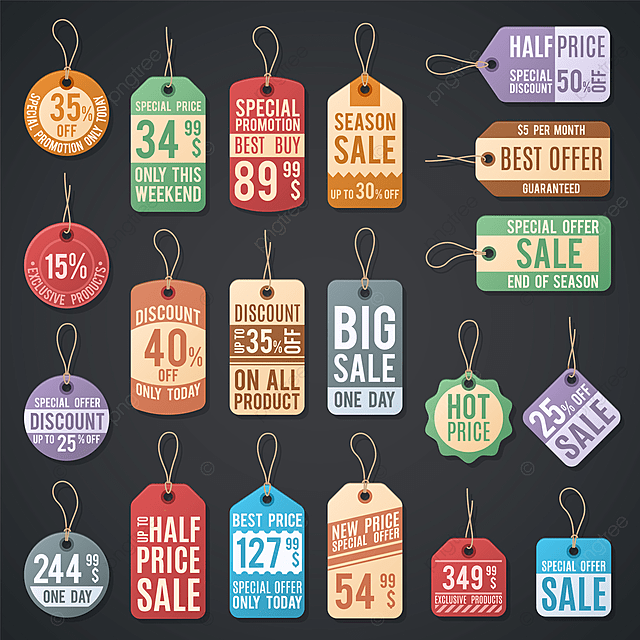 35%
OFF
SPECIAL PROMOTION ONLY TODAY
SPECIAL PRICE
34 99 $
ONLY THIS
WEEKEND
SPECIAL
PROMOTION
BEST BUY
89 99 $
SEASON
SALE
UP TO 30% OFF
HALF PRICE
SPECIAL
DISCOUNT 50% OFF
$5 PER MONTH
BEST OFFER
GUARANTEED
SPECIAL OFFER
SALE
END OF SEASON
15%
EXCLUSIVE PRODUCTS
DISCOUNT
40%
OFF
ONLY TODAY
DISCOUNT
UP TO 35% OFF
ON ALL
PRODUCT
BIG
SALE
ONE DAY
SPECIAL OFFER
DISCOUNT
UP TO 25% OFF
HOT
PRICE
25% OFF
SALE
244 99 $
ONE DAY
UP TO HALF
PRICE
SALE
BEST PRICE
127 99 $
SPECIAL OFFER
ONLY TODAY
NEW PRICE
SPECIAL OFFER
54 99 $
349 99 $
EXCLUSIVE PRODUCTS
SPECIAL OFFER
SALE
pngtree